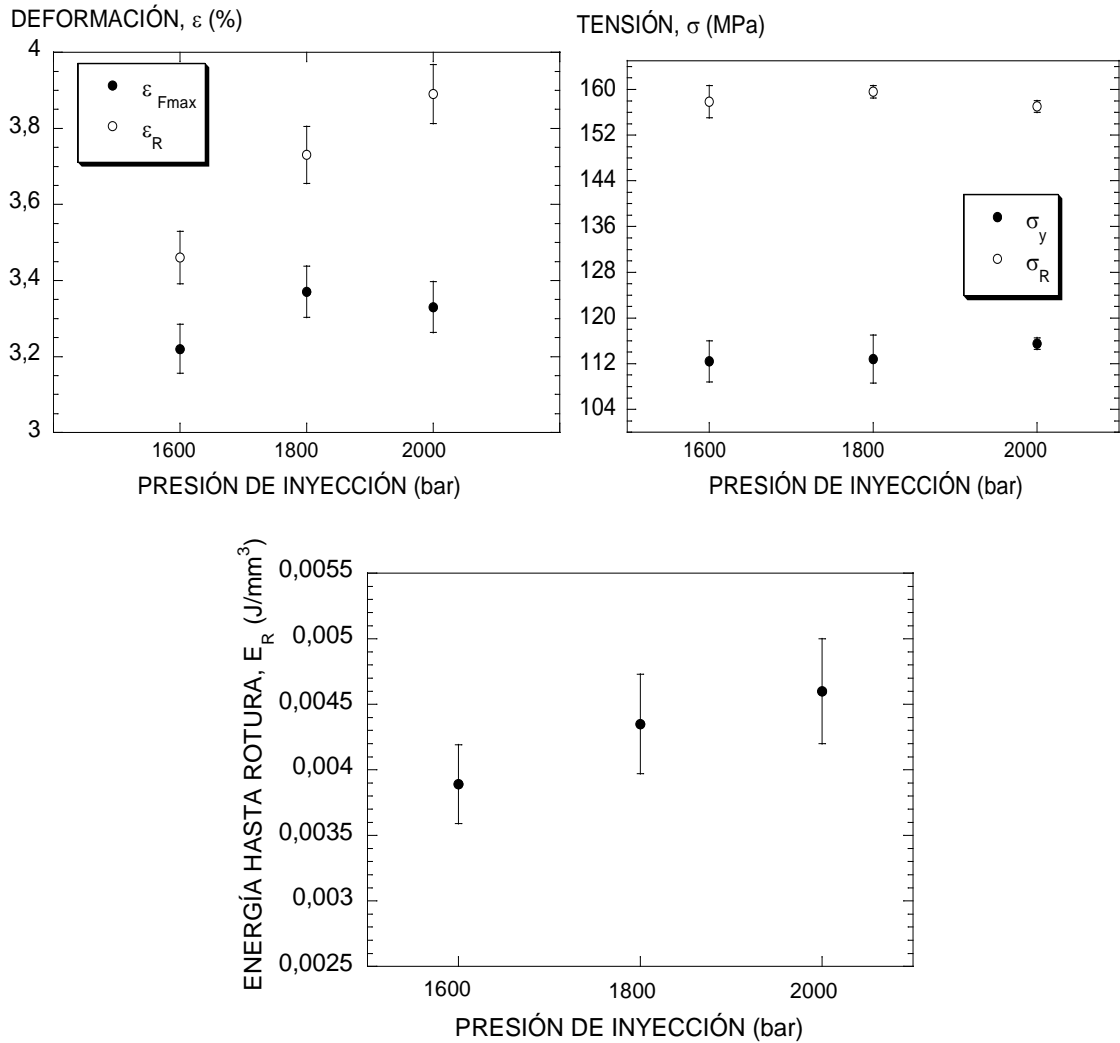 DEFORMACIÓN, ε (%)
4
3,8
3,6
3,4
3,2
3
ε Fmax
ε R
1600 1800 2000
PRESIÓN DE INYECCIÓN (bar)
TENSIÓN, σ (MPa)
160
152
144
136
128
120
112
104
σ y
σ R
1600 1800 2000
PRESIÓN DE INYECCIÓN (bar)
ENERGÍA HASTA ROTURA, E R (J/mm³)
0,0055
0,005
0,0045
0,004
0,0035
0,003
0,0025
1600 1800 2000
PRESIÓN DE INYECCIÓN (bar)